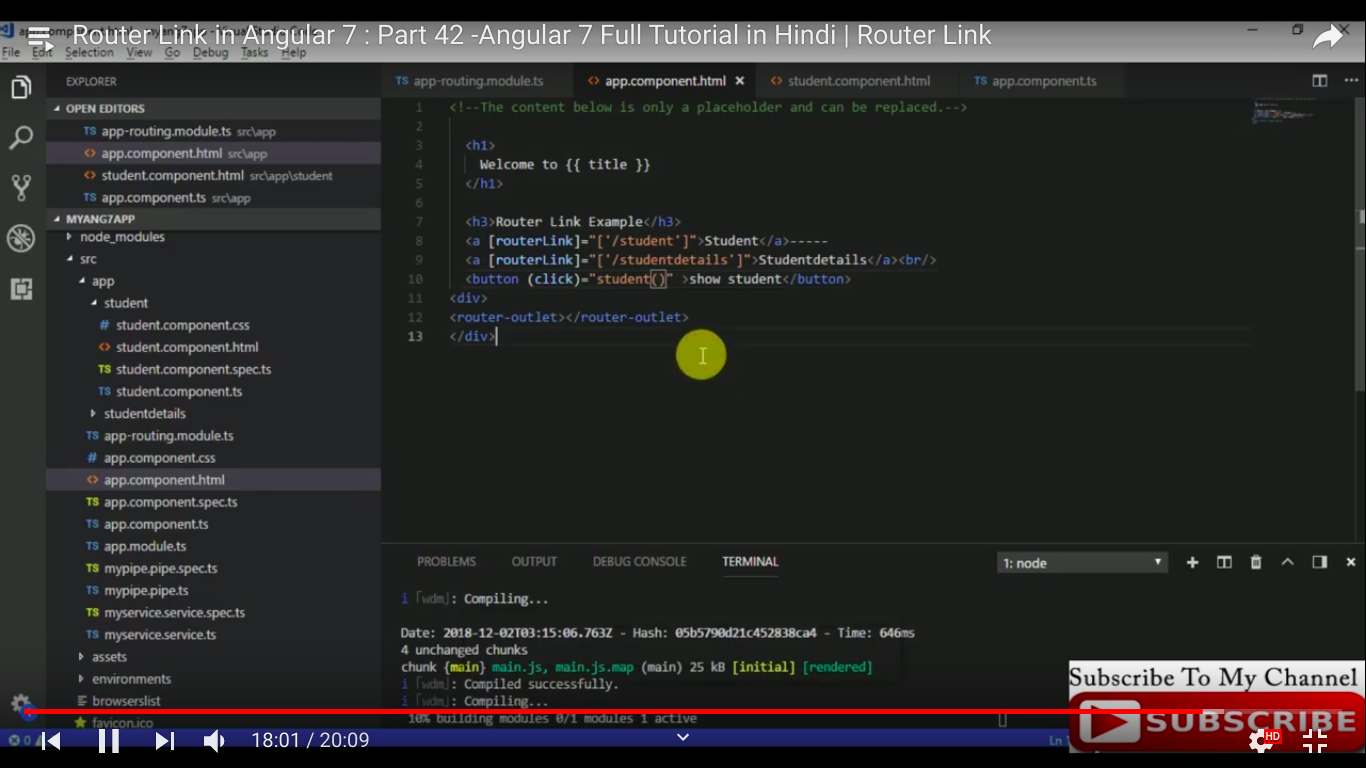 Router Link in Angular 7 : Part 42 -Angular 7 Full Tutorial in Hindi | Router Link
File Edit Selection View Go Debug Tasks Help
EXPLORER
OPEN EDITORS
TS app-routing.module.ts src\app
<> app.component.html src\app
<> student.component.html src\app\student
TS app.component.ts src\app
MYANG7APP
node_modules
src
app
student
# student.component.css
<> student.component.html
TS student.component.spec.ts
TS student.component.ts
studentdetails
TS app-routing.module.ts
# app.component.css
<> app.component.html
TS app.component.spec.ts
TS app.component.ts
TS app.module.ts
TS mypipe.pipe.spec.ts
TS mypipe.pipe.ts
TS myservice.service.spec.ts
TS myservice.service.ts
assets
environments
browserslist
favicon.ico
TS app-routing.module.ts <> app.component.html × <> student.component.html TS app.component.ts
1 <!--The content below is only a placeholder and can be replaced.-->
2
3 <h1>
4 Welcome to {{ title }}
5 </h1>
6
7 <h3>Router Link Example</h3>
8 <a [routerLink]="['/student']">Student</a>-----
9 <a [routerLink]="['/studentdetails']">Studentdetails</a><br/>
10 <button (click)="student()" >show student</button>
11 <div>
12 <router-outlet></router-outlet>
13 </div>
PROBLEMS OUTPUT DEBUG CONSOLE TERMINAL 1: node
i ｢wdm｣: Compiling...
Date: 2018-12-02T03:15:06.763Z - Hash: 05b5790d21c452838ca4 - Time: 646ms
4 unchanged chunks
chunk {main} main.js, main.js.map (main) 25 kB [initial] [rendered]
i ｢wdm｣: Compiled successfully.
i ｢wdm｣: Compiling...
10% building modules 0/1 modules 1 active
Subscribe To My Channel
SUBSCRIBE
18:01 / 20:09
HD